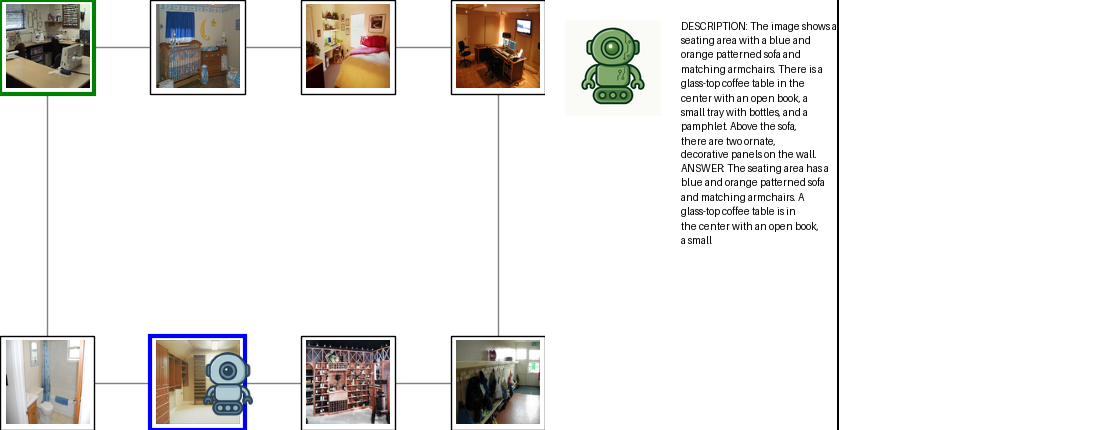 DESCRIPTION: The image shows a
seating area with a blue and
orange patterned sofa and
matching armchairs. There is a
glass-top coffee table in the
center with an open book, a
small tray with bottles, and a
pamphlet. Above the sofa,
there are two ornate,
decorative panels on the wall.
ANSWER: The seating area has a
blue and orange patterned sofa
and matching armchairs. A
glass-top coffee table is in
the center with an open book,
a small